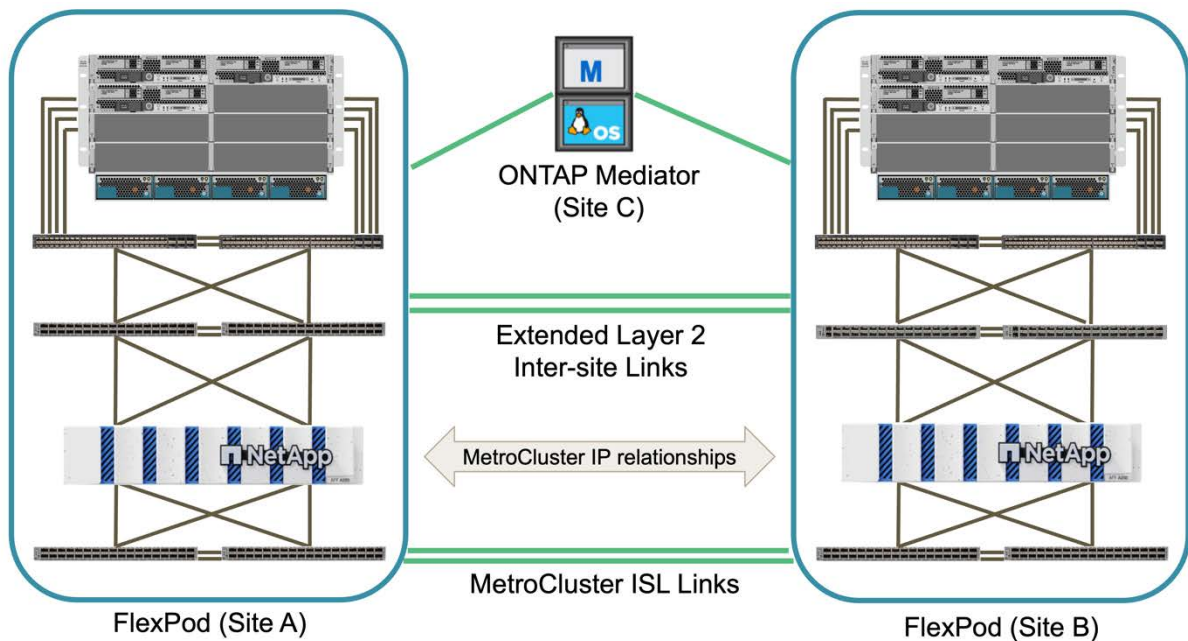 M
OS
ONTAP Mediator
(Site C)
Extended Layer 2
Inter-site Links
NetApp
MetroCluster IP relationships
NetApp
MetroCluster ISL Links
FlexPod (Site A)
FlexPod (Site B)